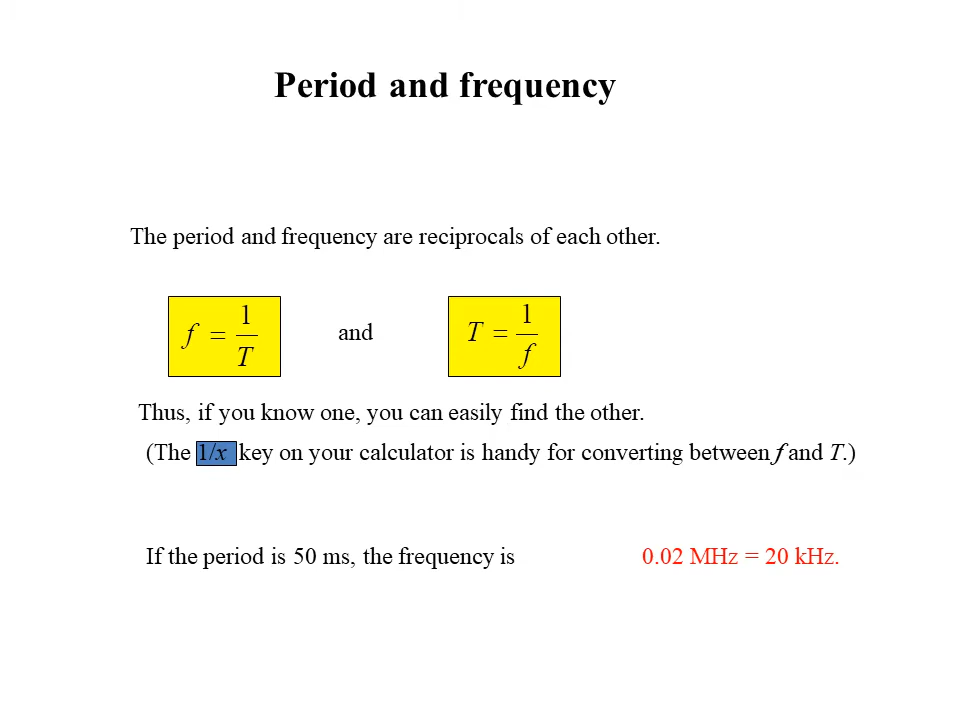 Period and frequency
The period and frequency are reciprocals of each other.
f = 1/T and T = 1/f
Thus, if you know one, you can easily find the other.
(The 1/x key on your calculator is handy for converting between f and T.)
If the period is 50 ms, the frequency is 0.02 MHz = 20 kHz.